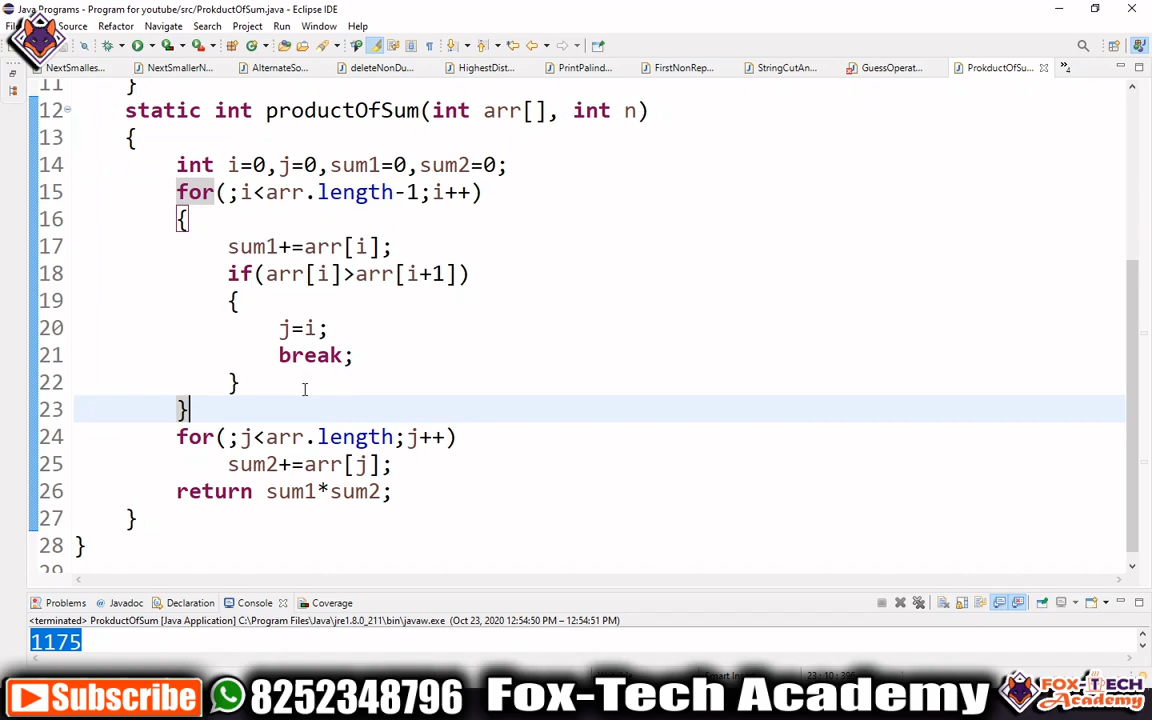 Java Programs - Program for youtube/src/ProkductOfSum.java - Eclipse IDE
Source Refactor Navigate Search Project Run Window Help
NextSmalles... NextSmallerN... AlternateSo... deleteNonDu... HighestDist... PrintPalind... FirstNonRep... StringCutAn... GuessOperat... ProkductOfSu... 4
11 }
12 static int productOfSum(int arr[], int n)
13 {
14 int i=0,j=0,sum1=0,sum2=0;
15 for(;i<arr.length-1;i++)
16 {
17 sum1+=arr[i];
18 if(arr[i]>arr[i+1])
19 {
20 j=i;
21 break;
22 }
23 }
24 for(;j<arr.length;j++)
25 sum2+=arr[j];
26 return sum1*sum2;
27 }
28 }
29
Problems Javadoc Declaration Console Coverage
<terminated> ProkductOfSum [Java Application] C:\Program Files\Java\jre1.8.0_211\bin\javaw.exe (Oct 23, 2020 12:54:50 PM – 12:54:51 PM)
1175
Subscribe 8252348796 Fox-Tech Academy FOX-TECH Academy